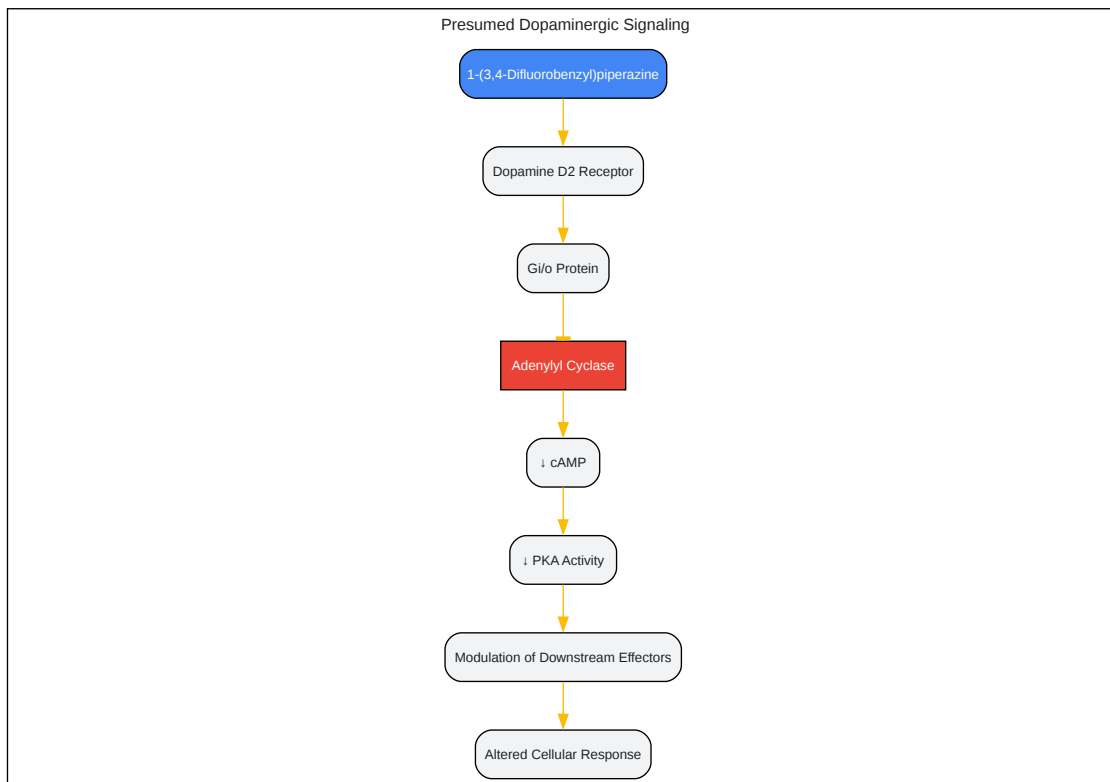 Presumed Dopaminergic Signaling
1-(3,4-Difluorobenzyl)piperazine
Dopamine D2 Receptor
Gi/o Protein
Adenylyl Cyclase
↓ cAMP
↓ PKA Activity
Modulation of Downstream Effectors
Altered Cellular Response